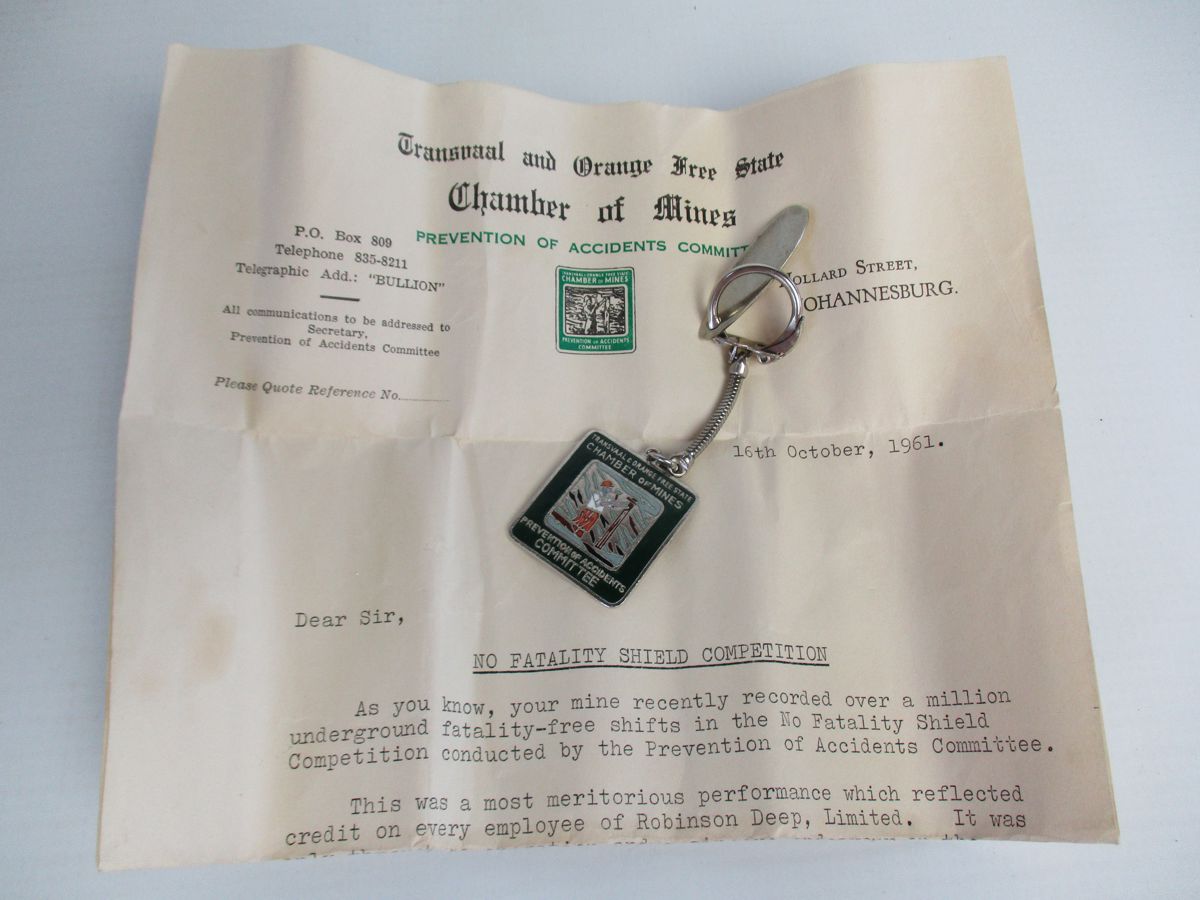 Transvaal and Orange Free State
Chamber of Mines
PREVENTION OF ACCIDENTS
P.O. Box 809
Telephone 835-8211
Telegraphic Add.: "BULLION"
All communications to be addressed to
Secretary,
Prevention of Accidents Committee
Please Quote Reference No.
TRANSVAAL & ORANGE FREE STATE
CHAMBER OF MINES
PREVENTION OF ACCIDENTS
COMMITTEE
STREET,
16th October, 1961.
TRANSVAAL & ORANGE FREE STATE
CHAMBER OF MINES
PREVENTION OF ACCIDENTS
COMMITTEE
Dear Sir,
NO FATALITY SHIELD COMPETITION
As you know, your mine recently recorded over a million
underground fatality-free shifts in the No Fatality Shield
Competition conducted by the Prevention of Accidents Committee.
This was a most meritorious performance which reflected
credit on every employee of Robinson Deep, Limited. It was